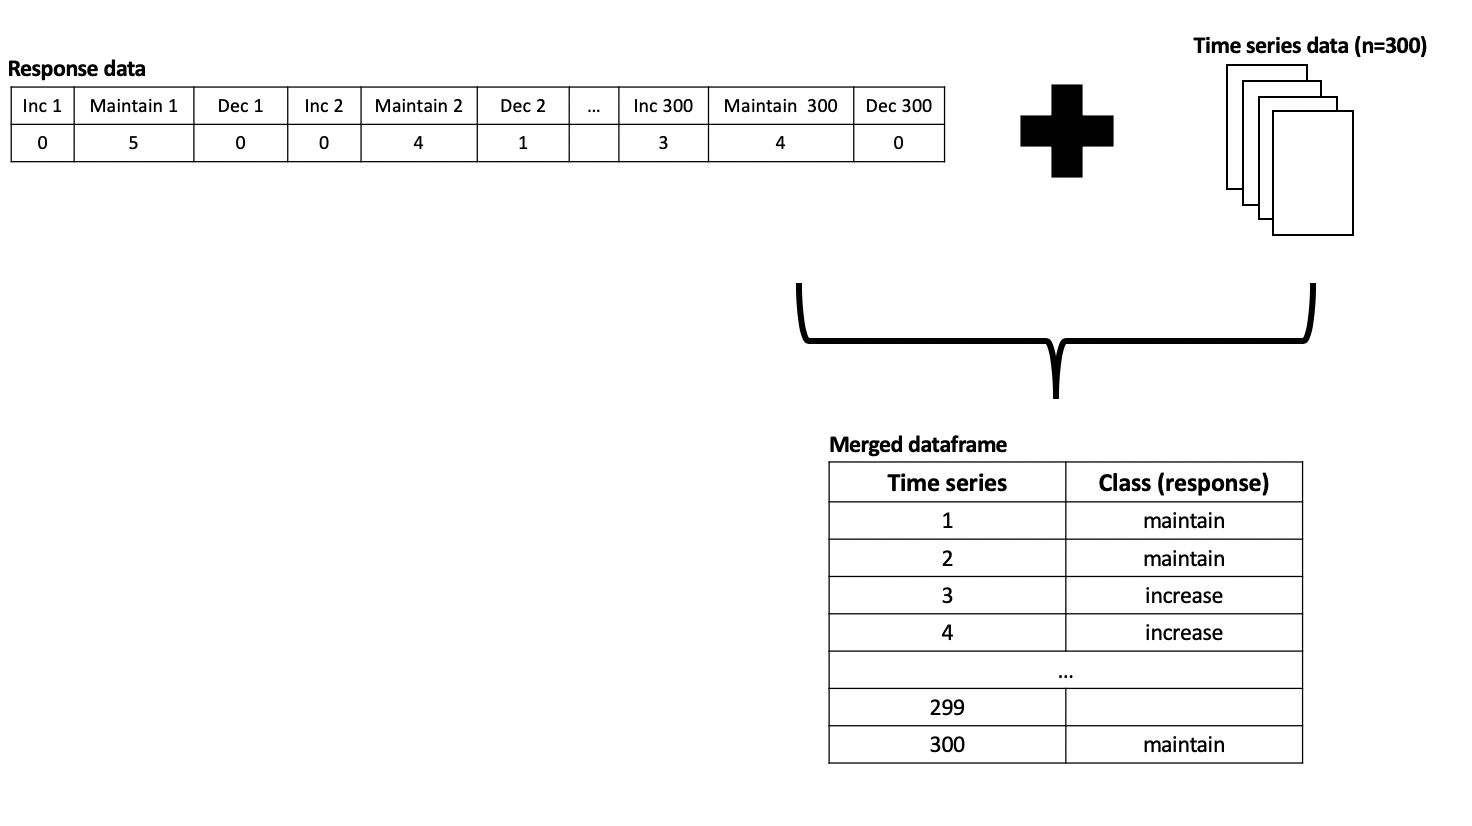 Time series data (n=300)
Response data
Inc 1 Maintain 1 Dec 1 Inc 2 Maintain 2 Dec 2 ... Inc 300 Maintain 300 Dec 300
0 5 0 0 4 1 3 4 0
Merged dataframe
Time series Class (response)
1 maintain
2 maintain
3 increase
4 increase
...
299
300 maintain